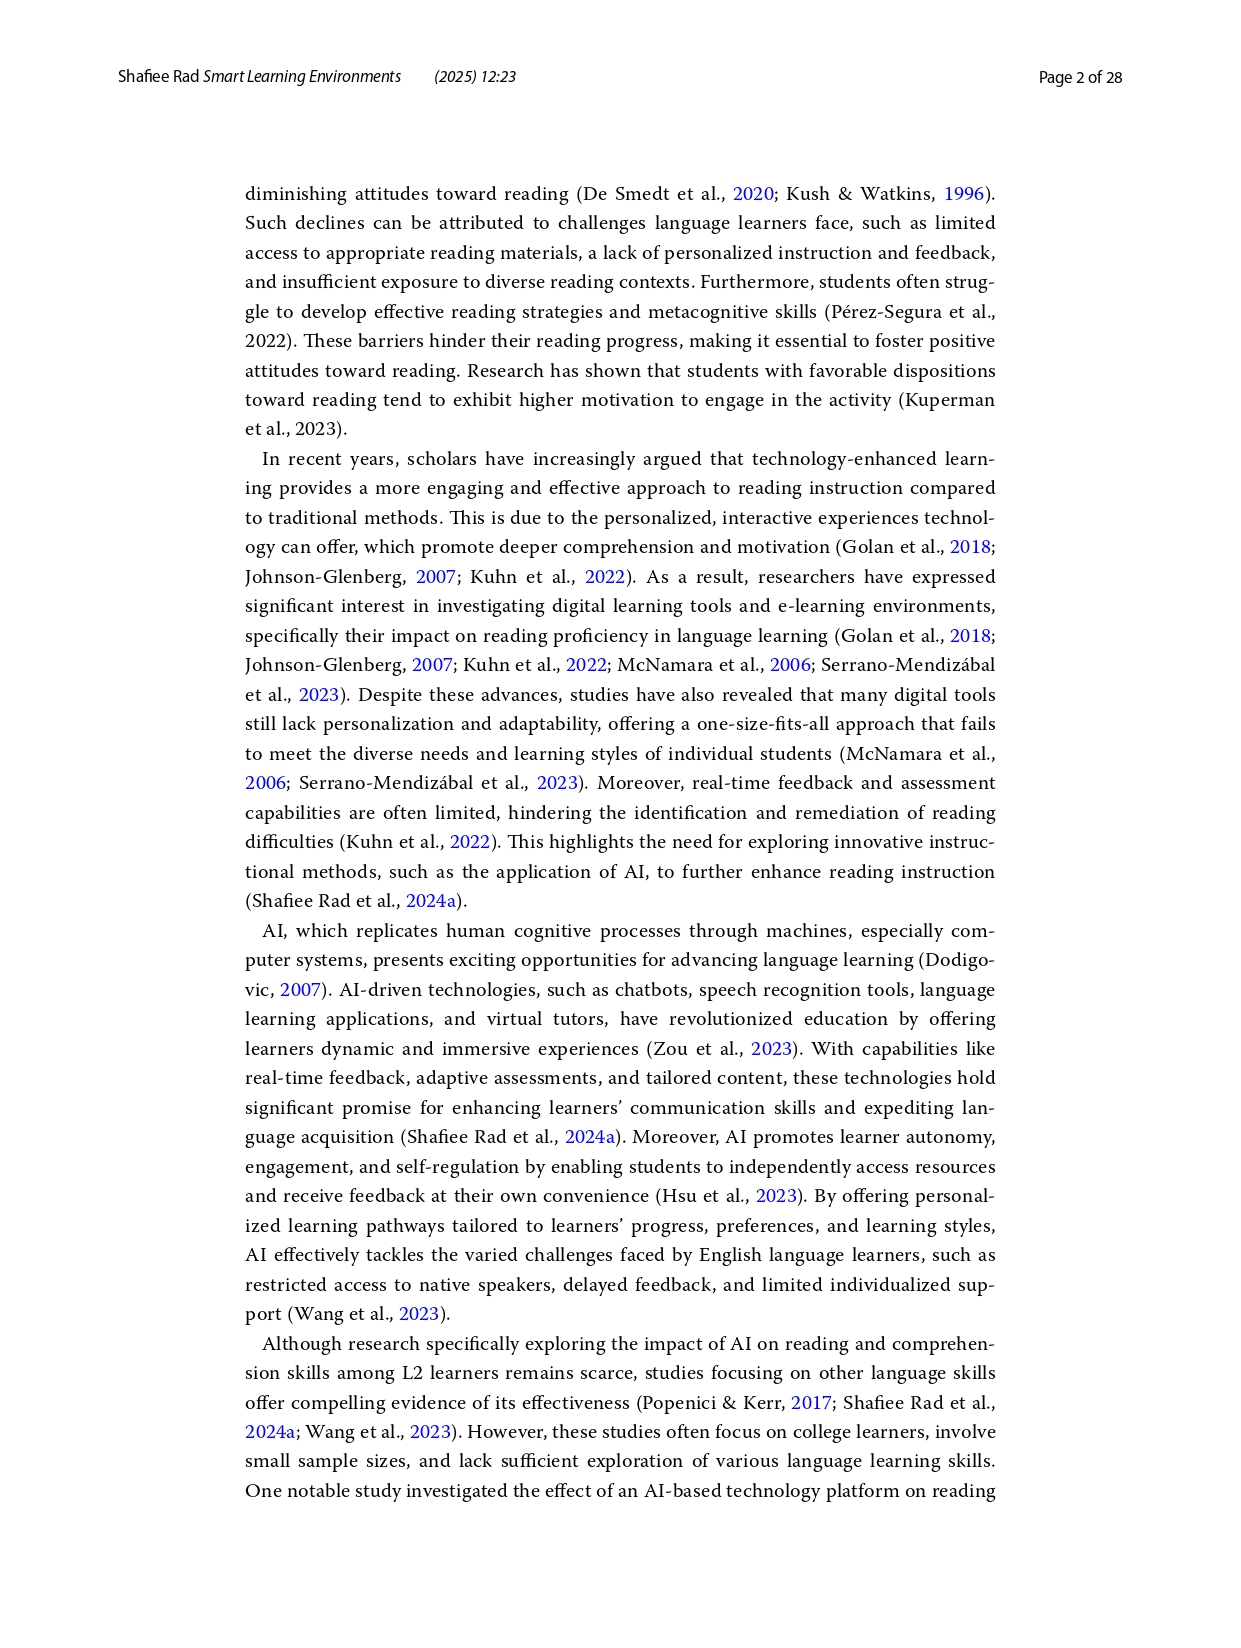 Shafiee Rad Smart Learning Environments (2025) 12:23
Page 2 of 28
diminishing attitudes toward reading (De Smedt et al., 2020; Kush & Watkins, 1996).
Such declines can be attributed to challenges language learners face, such as limited
access to appropriate reading materials, a lack of personalized instruction and feedback,
and insufficient exposure to diverse reading contexts. Furthermore, students often strug-
gle to develop effective reading strategies and metacognitive skills (Pérez-Segura et al.,
2022). These barriers hinder their reading progress, making it essential to foster positive
attitudes toward reading. Research has shown that students with favorable dispositions
toward reading tend to exhibit higher motivation to engage in the activity (Kuperman
et al., 2023).
In recent years, scholars have increasingly argued that technology-enhanced learn-
ing provides a more engaging and effective approach to reading instruction compared
to traditional methods. This is due to the personalized, interactive experiences technol-
ogy can offer, which promote deeper comprehension and motivation (Golan et al., 2018;
Johnson-Glenberg, 2007; Kuhn et al., 2022). As a result, researchers have expressed
significant interest in investigating digital learning tools and e-learning environments,
specifically their impact on reading proficiency in language learning (Golan et al., 2018;
Johnson-Glenberg, 2007; Kuhn et al., 2022; McNamara et al., 2006; Serrano-Mendizábal
et al., 2023). Despite these advances, studies have also revealed that many digital tools
still lack personalization and adaptability, offering a one-size-fits-all approach that fails
to meet the diverse needs and learning styles of individual students (McNamara et al.,
2006; Serrano-Mendizábal et al., 2023). Moreover, real-time feedback and assessment
capabilities are often limited, hindering the identification and remediation of reading
difficulties (Kuhn et al., 2022). This highlights the need for exploring innovative instruc-
tional methods, such as the application of AI, to further enhance reading instruction
(Shafiee Rad et al., 2024a).
AI, which replicates human cognitive processes through machines, especially com-
puter systems, presents exciting opportunities for advancing language learning (Dodigo-
vic, 2007). AI-driven technologies, such as chatbots, speech recognition tools, language
learning applications, and virtual tutors, have revolutionized education by offering
learners dynamic and immersive experiences (Zou et al., 2023). With capabilities like
real-time feedback, adaptive assessments, and tailored content, these technologies hold
significant promise for enhancing learners’ communication skills and expediting lan-
guage acquisition (Shafiee Rad et al., 2024a). Moreover, AI promotes learner autonomy,
engagement, and self-regulation by enabling students to independently access resources
and receive feedback at their own convenience (Hsu et al., 2023). By offering personal-
ized learning pathways tailored to learners’ progress, preferences, and learning styles,
AI effectively tackles the varied challenges faced by English language learners, such as
restricted access to native speakers, delayed feedback, and limited individualized sup-
port (Wang et al., 2023).
Although research specifically exploring the impact of AI on reading and comprehen-
sion skills among L2 learners remains scarce, studies focusing on other language skills
offer compelling evidence of its effectiveness (Popenici & Kerr, 2017; Shafiee Rad et al.,
2024a; Wang et al., 2023). However, these studies often focus on college learners, involve
small sample sizes, and lack sufficient exploration of various language learning skills.
One notable study investigated the effect of an AI-based technology platform on reading